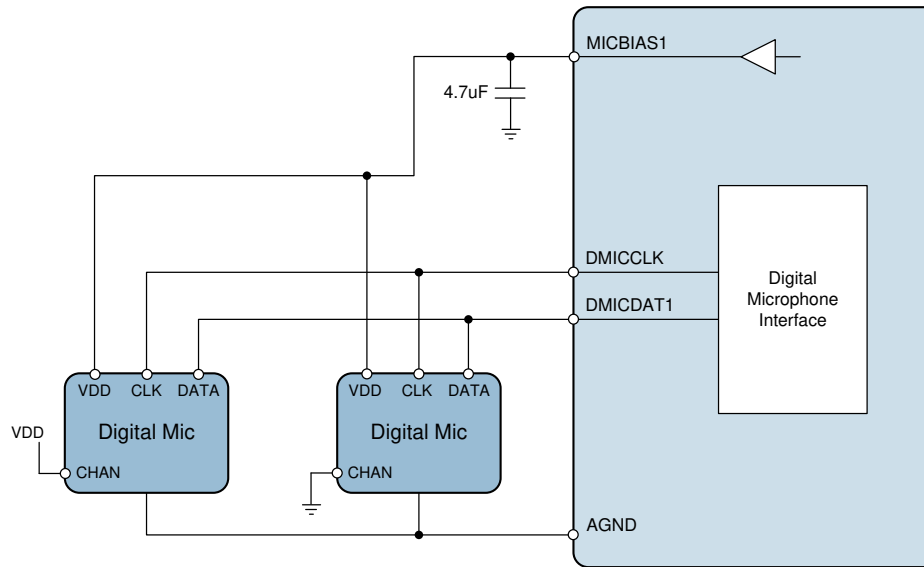 MICBIAS1
4.7uF
DMICCLK
DMICDAT1
Digital
Microphone
Interface
VDD CLK DATA
Digital Mic
VDD
CHAN
VDD CLK DATA
Digital Mic
CHAN
AGND